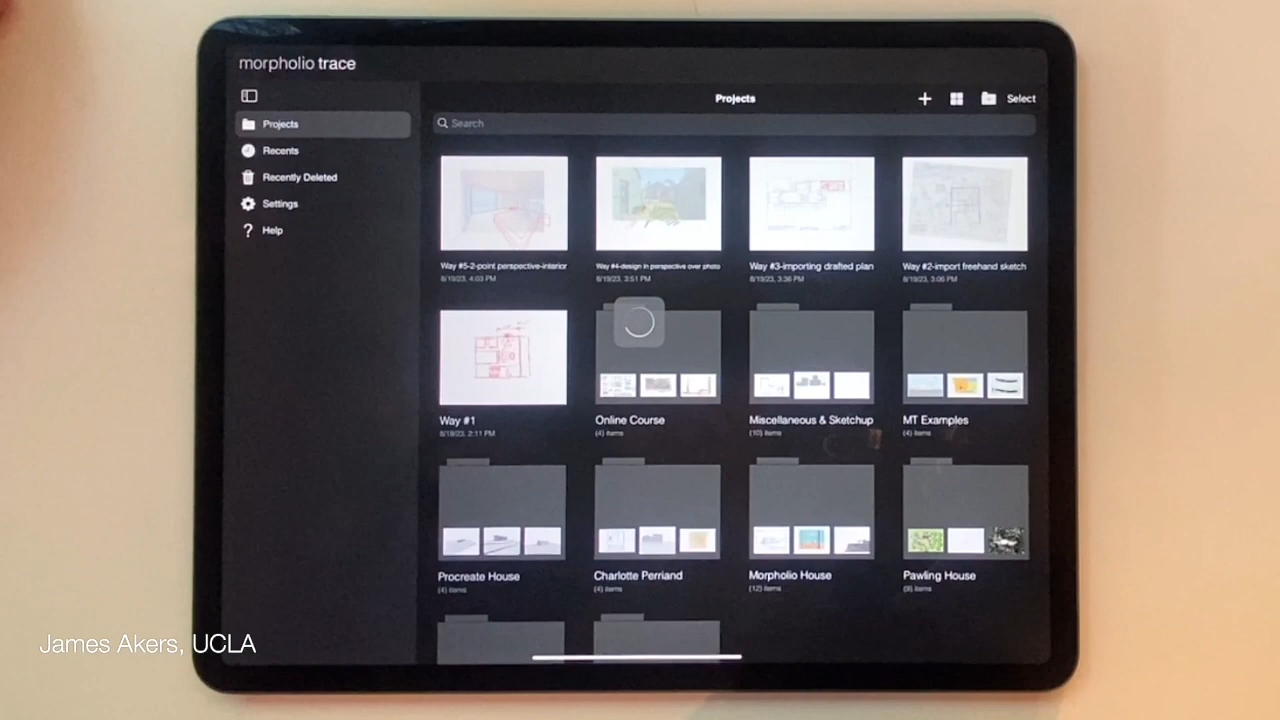 morpholio trace
Projects
Select
Projects
Search
Recents
Recently Deleted
Settings
Help
Way #5-2-point perspective-interior
Way #4-design in perspective over photo
Way #3-importing drafted plan
Way #2-import freehand sketch
8/19/23, 4:03 PM
8/19/23, 3:51 PM
8/19/23, 3:36 PM
8/19/23, 3:06 PM
Way #1
Online Course
Miscellaneous & Sketchup
MT Examples
8/19/23, 2:11 PM
(4) items
(10) items
(4) items
Procreate House
Charlotte Perriand
Morpholio House
Pawling House
(4) items
(4) items
(12) items
(8) items
James Akers, UCLA